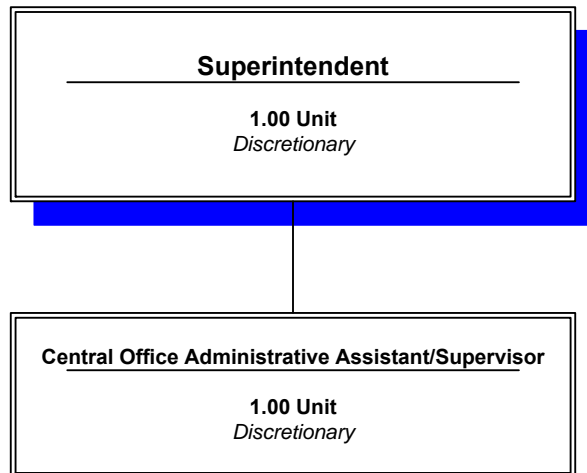 Superintendent
1.00 Unit
Discretionary
Central Office Administrative Assistant/Supervisor
1.00 Unit
Discretionary